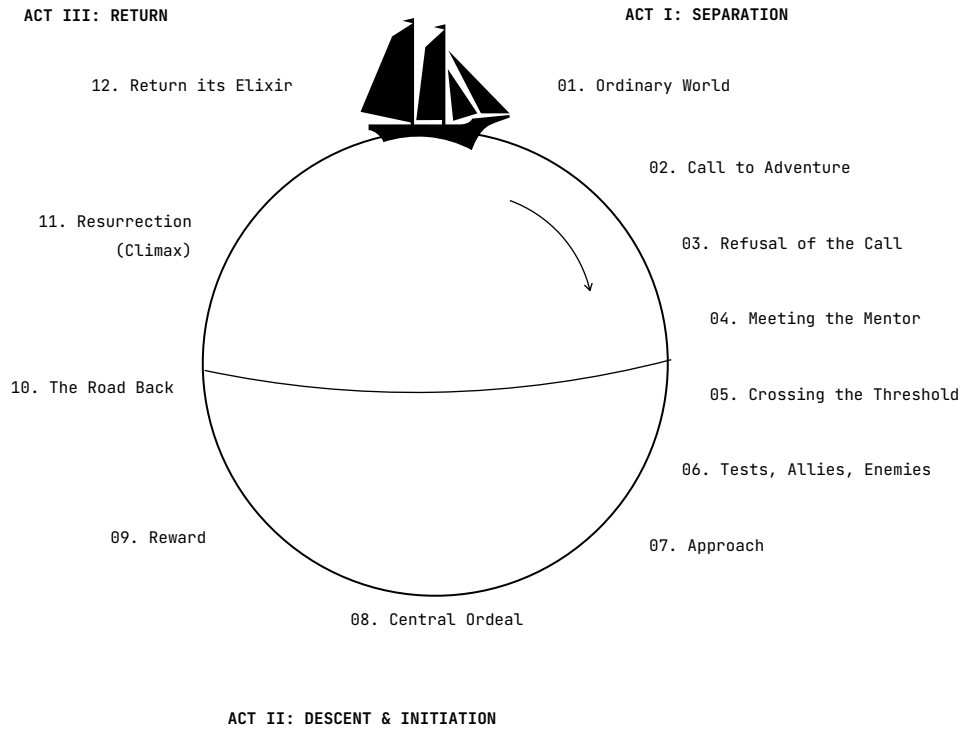 ACT III: RETURN
ACT I: SEPARATION
12. Return its Elixir
01. Ordinary World
02. Call to Adventure
11. Resurrection
(Climax)
03. Refusal of the Call
04. Meeting the Mentor
10. The Road Back
05. Crossing the Threshold
06. Tests, Allies, Enemies
09. Reward
07. Approach
08. Central Ordeal
ACT II: DESCENT & INITIATION